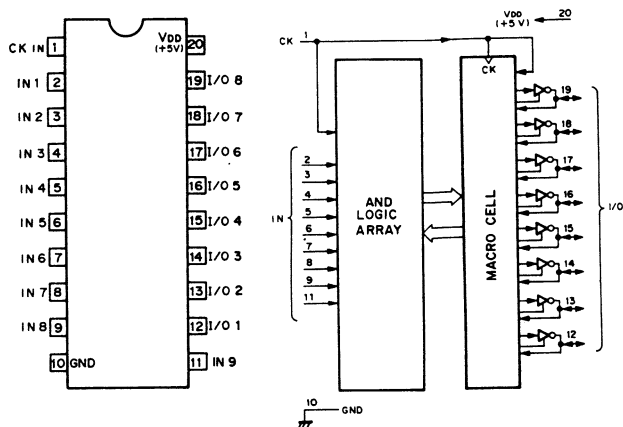 CK IN 1
VDD (+5V) 20
IN 1 2
19 I/O 8
IN 2 3
18 I/O 7
IN 3 4
17 I/O 6
IN 4 5
16 I/O 5
IN 5 6
15 I/O 4
IN 6 7
14 I/O 3
IN 7 8
13 I/O 2
IN 8 9
12 I/O 1
10 GND
11 IN 9
VDD (+5V) 20
CK 1
CK
IN
2
3
4
5
6
7
8
9
11
AND
LOGIC
ARRAY
MACRO CELL
19
18
17
16
15
14
13
12
I/O
10 GND